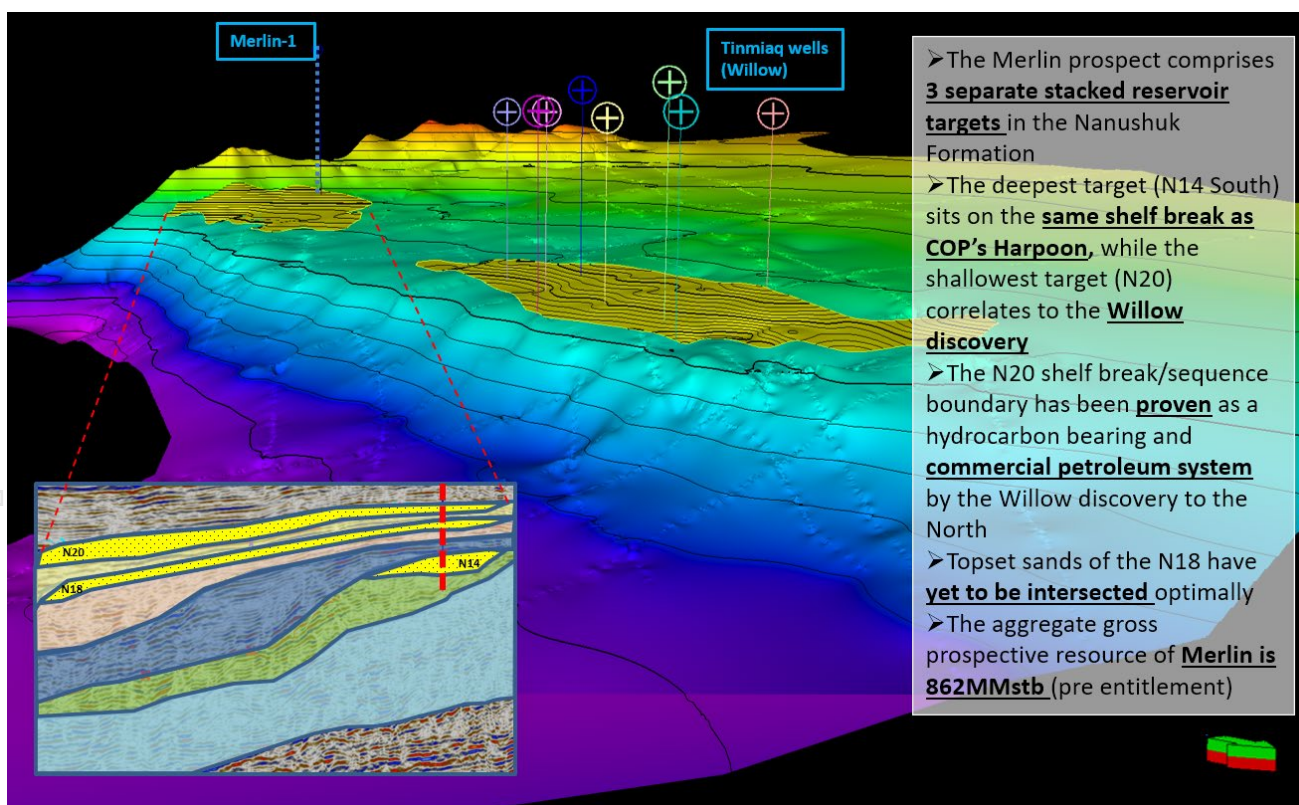 Merlin-1
Tinmiaq wells
(Willow)
➢The Merlin prospect comprises
3 separate stacked reservoir
targets in the Nanushuk
Formation
➢The deepest target (N14 South)
sits on the same shelf break as
COP’s Harpoon, while the
shallowest target (N20)
correlates to the Willow
discovery
➢The N20 shelf break/sequence
boundary has been proven as a
hydrocarbon bearing and
commercial petroleum system
by the Willow discovery to the
North
➢Topset sands of the N18 have
yet to be intersected optimally
➢The aggregate gross
prospective resource of Merlin is
862MMstb (pre entitlement)
N20
N18
N14